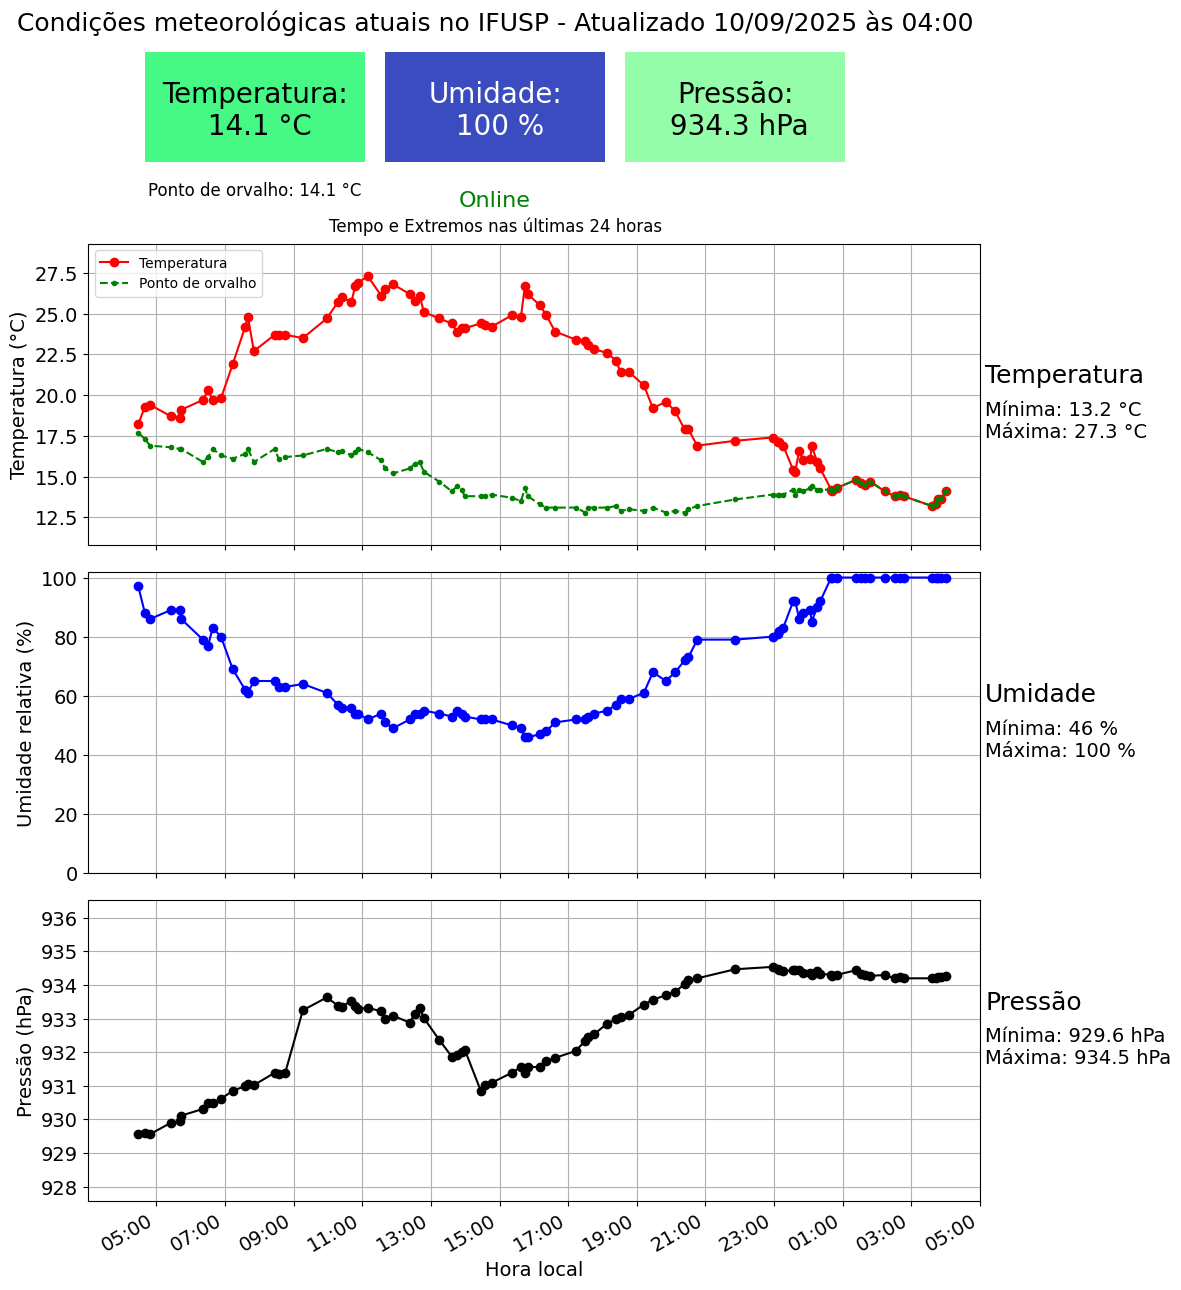 Condições meteorológicas atuais no IFUSP - Atualizado 10/09/2025 às 04:00
Temperatura:
14.1 °C
Umidade:
100 %
Pressão:
934.3 hPa
Ponto de orvalho: 14.1 °C
Online
Tempo e Extremos nas últimas 24 horas
Temperatura
Ponto de orvalho
Temperatura (°C)
27.5
25.0
22.5
20.0
17.5
15.0
12.5
Temperatura
Mínima: 13.2 °C
Máxima: 27.3 °C
Umidade relativa (%)
100
80
60
40
20
0
Umidade
Mínima: 46 %
Máxima: 100 %
Pressão (hPa)
936
935
934
933
932
931
930
929
928
Pressão
Mínima: 929.6 hPa
Máxima: 934.5 hPa
05:00
07:00
09:00
11:00
13:00
15:00
17:00
19:00
21:00
23:00
01:00
03:00
05:00
Hora local